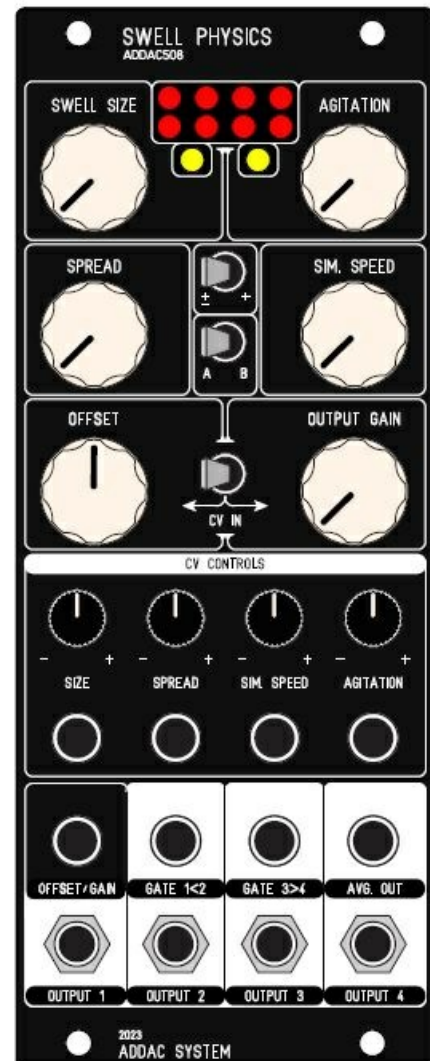 SWELL PHYSICS
ADDAC508
SWELL SIZE
AGITATION
SPREAD
SIM. SPEED
± +
A B
OFFSET
OUTPUT GAIN
CV IN
CV CONTROLS
- + - + - + - +
SIZE SPREAD SIM. SPEED AGITATION
OFFSET/GAIN GATE 1<2 GATE 3>4 AVG. OUT
OUTPUT 1 OUTPUT 2 OUTPUT 3 OUTPUT 4
2023
ADDAC SYSTEM